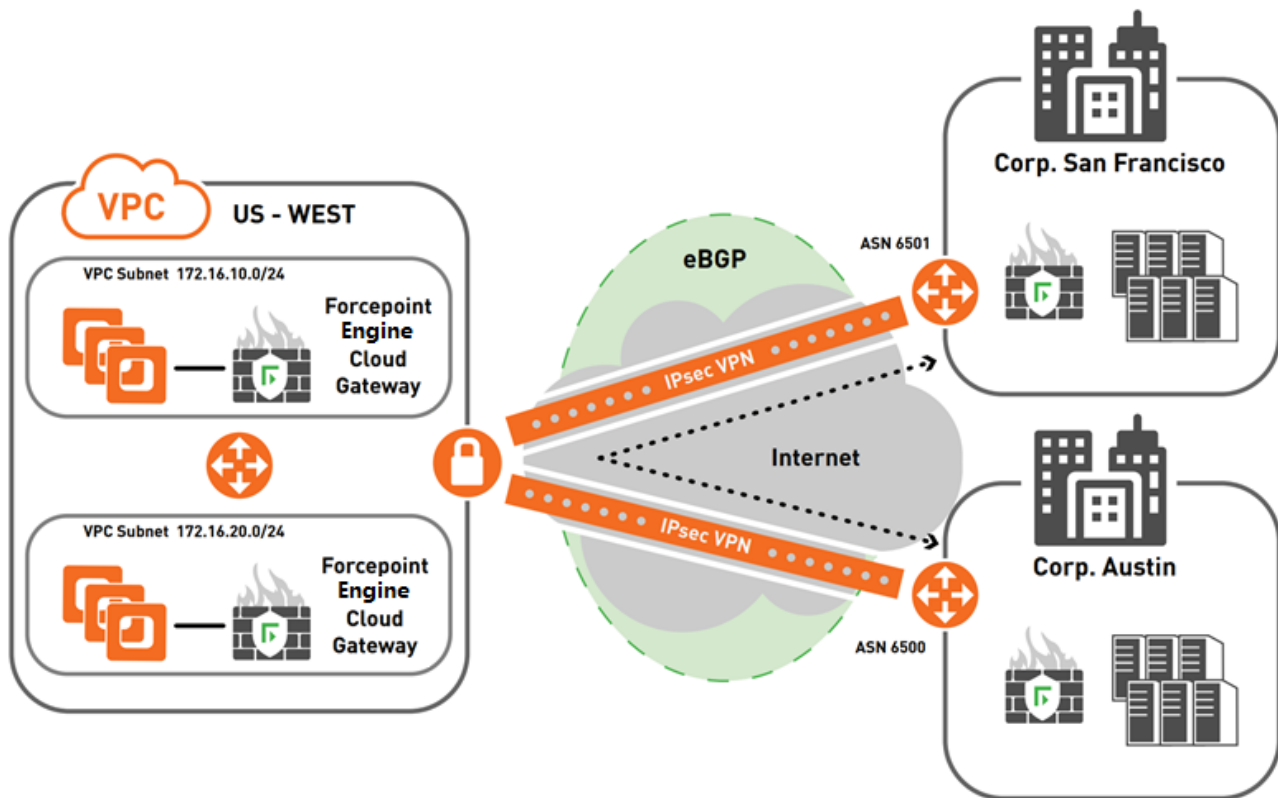 VPC
US - WEST
VPC Subnet 172.16.10.0/24
Forcepoint
Engine
Cloud
Gateway
VPC Subnet 172.16.20.0/24
Forcepoint
Engine
Cloud
Gateway
eBGP
IPsec VPN
Internet
IPsec VPN
ASN 6501
Corp. San Francisco
ASN 6500
Corp. Austin